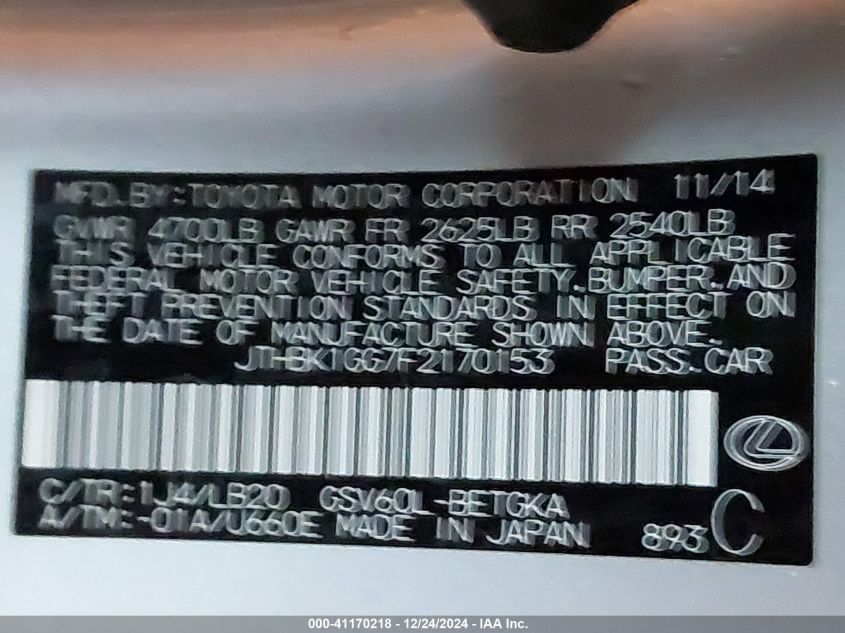 MFD. BY: TOYOTA MOTOR CORPORATION 11/14
GVWR 4700LB GAWR FR 2625LB RR 2540LB
THIS VEHICLE CONFORMS TO ALL APPLICABLE
FEDERAL MOTOR VEHICLE SAFETY, BUMPER, AND
THEFT PREVENTION STANDARDS IN EFFECT ON
THE DATE OF MANUFACTURE SHOWN ABOVE.
JTHBK1GG7F2170153 PASS. CAR
C/TR: 1J4/LB20 GSV60L-BETGKA
A/TM: -01A/U660E MADE IN JAPAN 893 C
000-41170218 - 12/24/2024 - IAA Inc.